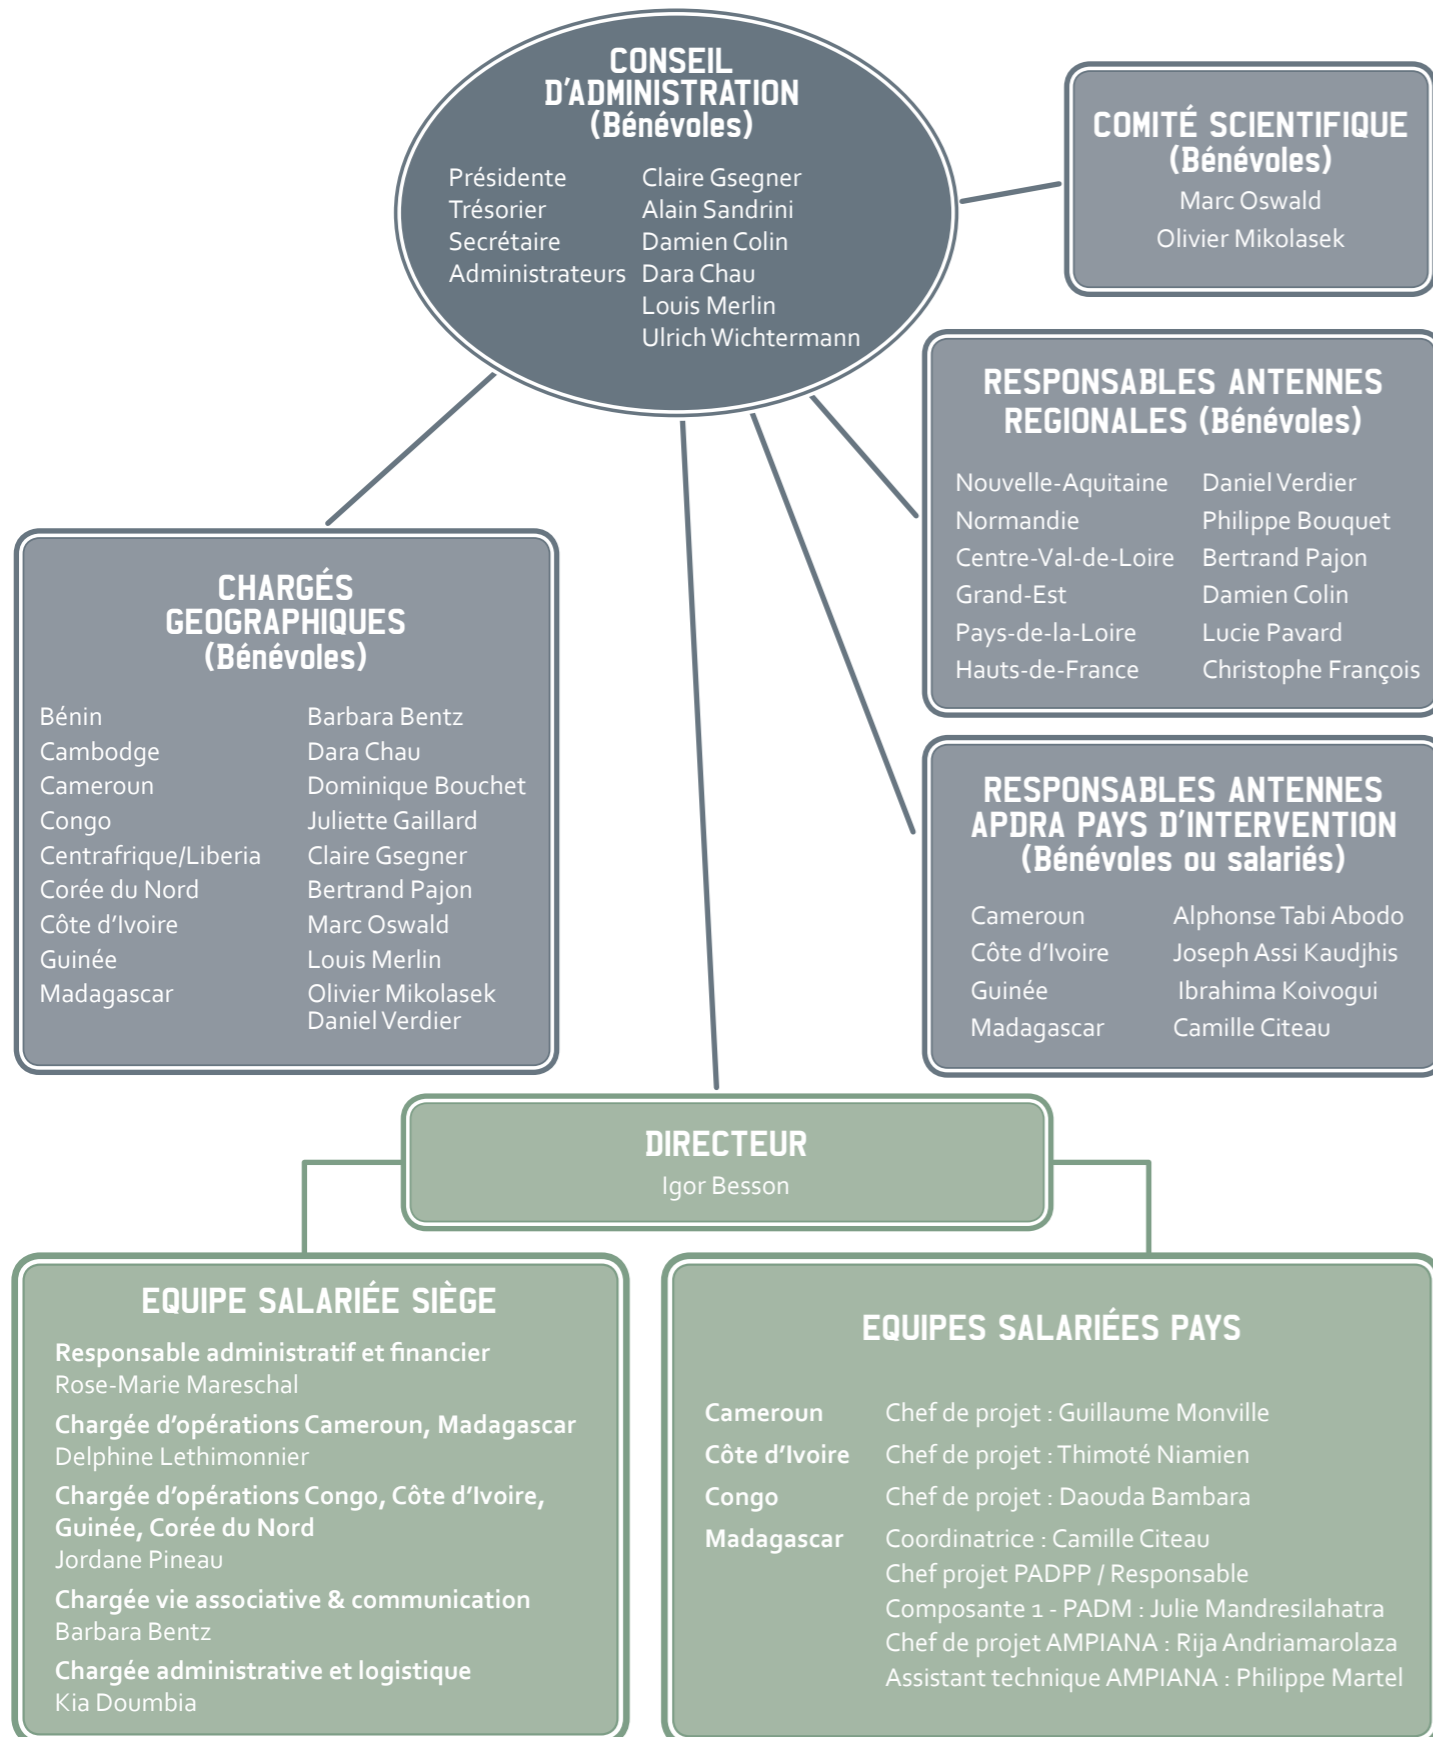 CONSEIL
D'ADMINISTRATION
(Bénévoles)
Présidente Claire Gsegner
Trésorier Alain Sandrini
Secrétaire Damien Colin
Administrateurs Dara Chau
Louis Merlin
Ulrich Wichtermann
COMITÉ SCIENTIFIQUE
(Bénévoles)
Marc Oswald
Olivier Mikolasek
RESPONSABLES ANTENNES
REGIONALES (Bénévoles)
Nouvelle-Aquitaine Daniel Verdier
Normandie Philippe Bouquet
Centre-Val-de-Loire Bertrand Pajon
Grand-Est Damien Colin
Pays-de-la-Loire Lucie Pavard
Hauts-de-France Christophe François
CHARGÉS
GEOGRAPHIQUES
(Bénévoles)
Bénin Barbara Bentz
Cambodge Dara Chau
Cameroun Dominique Bouchet
Congo Juliette Gaillard
Centrafrique/Liberia Claire Gsegner
Corée du Nord Bertrand Pajon
Côte d'Ivoire Marc Oswald
Guinée Louis Merlin
Madagascar Olivier Mikolasek
Daniel Verdier
RESPONSABLES ANTENNES
APDRA PAYS D'INTERVENTION
(Bénévoles ou salariés)
Cameroun Alphonse Tabi Abodo
Côte d'Ivoire Joseph Assi Kaudjhis
Guinée Ibrahima Koivogui
Madagascar Camille Citeau
DIRECTEUR
Igor Besson
EQUIPE SALARIÉE SIÈGE
Responsable administratif et financier
Rose-Marie Mareschal
Chargée d'opérations Cameroun, Madagascar
Delphine Lethimonnier
Chargée d'opérations Congo, Côte d'Ivoire,
Guinée, Corée du Nord
Jordane Pineau
Chargée vie associative & communication
Barbara Bentz
Chargée administrative et logistique
Kia Doumbia
EQUIPES SALARIÉES PAYS
Cameroun Chef de projet : Guillaume Monville
Côte d'Ivoire Chef de projet : Thimoté Niamien
Congo Chef de projet : Daouda Bambara
Madagascar Coordinatrice : Camille Citeau
Chef projet PADPP / Responsable
Composante 1 - PADM : Julie Mandresilahatra
Chef de projet AMPIANA : Rija Andriamarolaza
Assistant technique AMPIANA : Philippe Martel